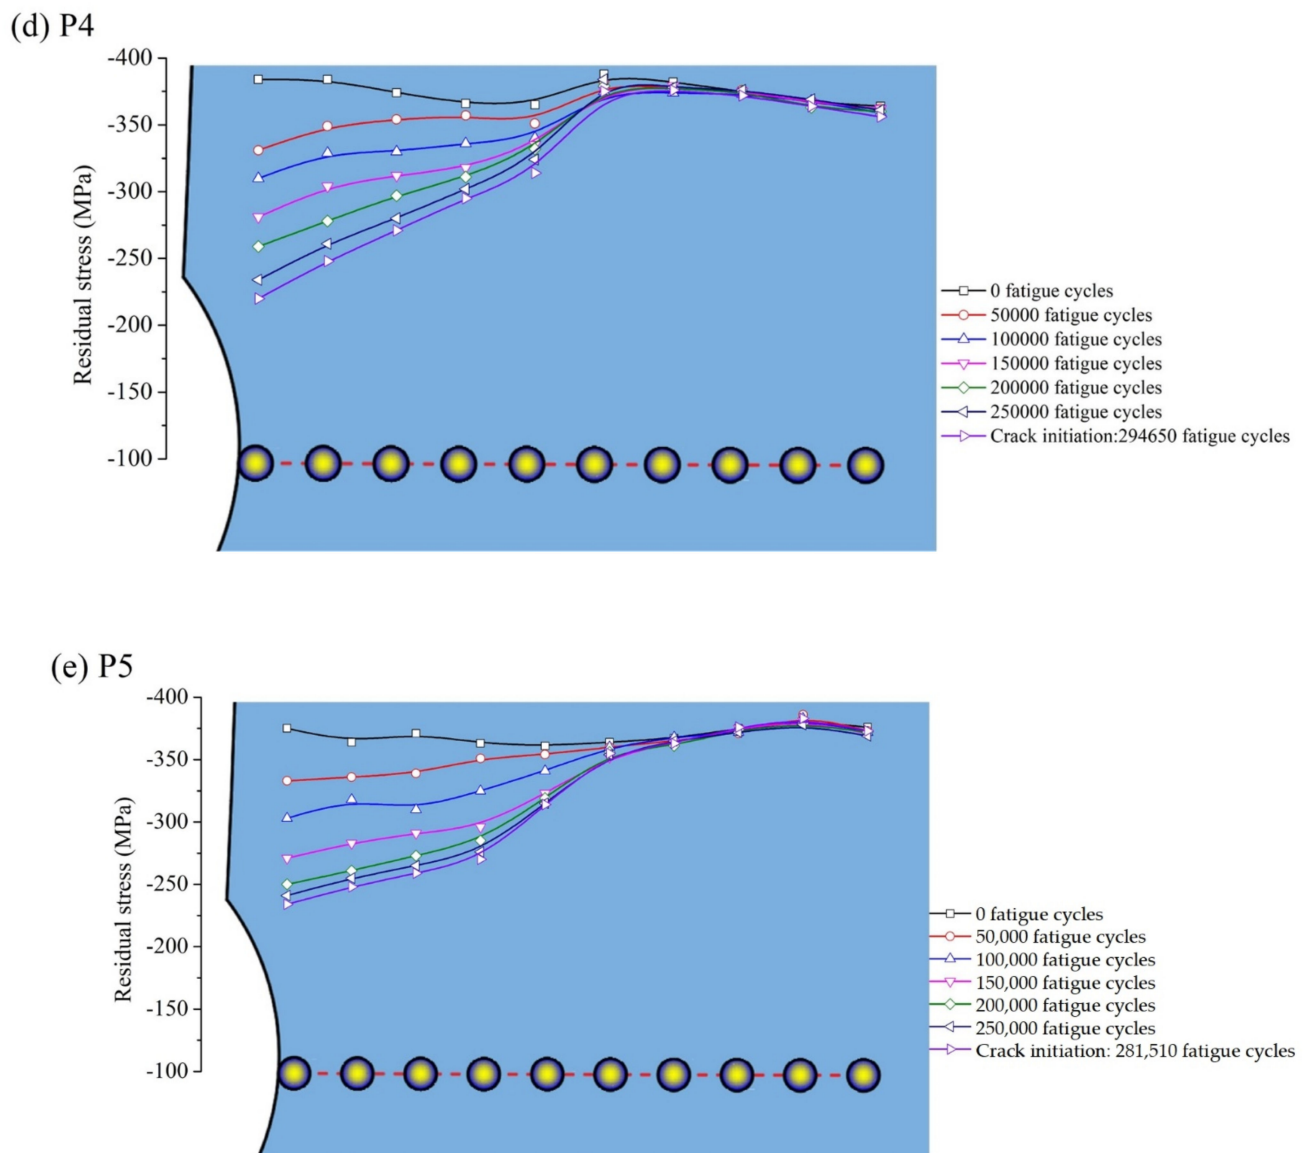 (d) P4
-400
-350
-300
-250
-200
-150
-100
Residual stress (MPa)
0 fatigue cycles
50000 fatigue cycles
100000 fatigue cycles
150000 fatigue cycles
200000 fatigue cycles
250000 fatigue cycles
Crack initiation:294650 fatigue cycles
(e) P5
-400
-350
-300
-250
-200
-150
-100
Residual stress (MPa)
0 fatigue cycles
50,000 fatigue cycles
100,000 fatigue cycles
150,000 fatigue cycles
200,000 fatigue cycles
250,000 fatigue cycles
Crack initiation: 281,510 fatigue cycles